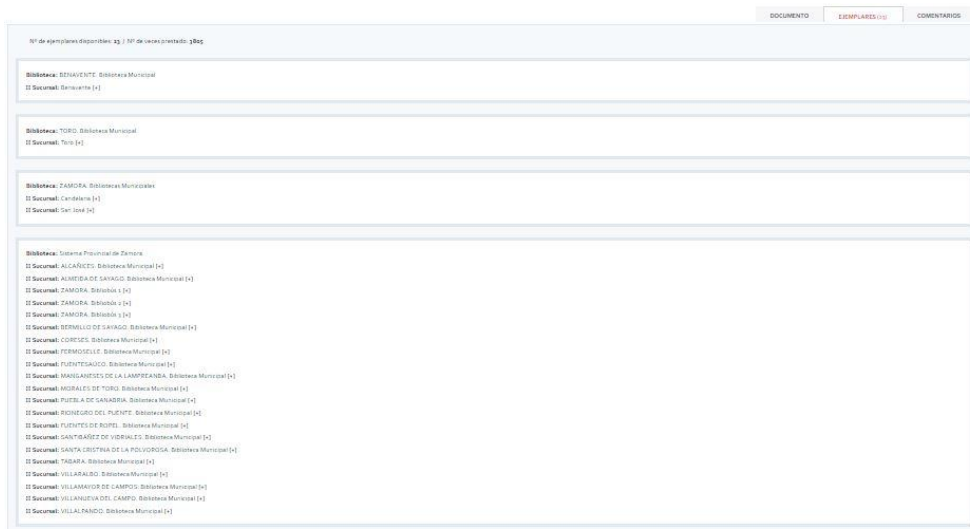 DOCUMENTO
EJEMPLARES (25)
COMENTARIOS
Nº de ejemplares disponibles: 23 / Nº de veces prestado: 3805
Biblioteca: BENAVENTE. Biblioteca Municipal
Sucursal: Benavente [+]
Biblioteca: TORO. Biblioteca Municipal
Sucursal: Toro [+]
Biblioteca: ZAMORA. Bibliotecas Municipales
Sucursal: Candelaria [+]
Sucursal: San José [+]
Biblioteca: Sistema Provincial de Zamora
Sucursal: ALCAÑICES. Biblioteca Municipal [+]
Sucursal: ALMEIDA DE SAYAGO. Biblioteca Municipal [+]
Sucursal: ZAMORA. Bibliobús 1 [+]
Sucursal: ZAMORA. Bibliobús 2 [+]
Sucursal: ZAMORA. Bibliobús 3 [+]
Sucursal: BERMILLO DE SAYAGO. Biblioteca Municipal [+]
Sucursal: CORESES. Biblioteca Municipal [+]
Sucursal: FERMOSELLE. Biblioteca Municipal [+]
Sucursal: FUENTESAÚCO. Biblioteca Municipal [+]
Sucursal: MANGANESES DE LA LAMPREANBA. Biblioteca Municipal [+]
Sucursal: MORALES DE TORO. Biblioteca Municipal [+]
Sucursal: PUEBLA DE SANABRIA. Biblioteca Municipal [+]
Sucursal: RIONEGRO DEL PUENTE. Biblioteca Municipal [+]
Sucursal: FUENTES DE ROPEL. Biblioteca Municipal [+]
Sucursal: SANTIBAÑEZ DE VIDRIALES. Biblioteca Municipal [+]
Sucursal: SANTA CRISTINA DE LA POLVOROSA. Biblioteca Municipal [+]
Sucursal: TÁBARA. Biblioteca Municipal [+]
Sucursal: VILLARALBO. Biblioteca Municipal [+]
Sucursal: VILLAMAYOR DE CAMPOS. Biblioteca Municipal [+]
Sucursal: VILLANUEVA DEL CAMPO. Biblioteca Municipal [+]
Sucursal: VILLALPANDO. Biblioteca Municipal [+]